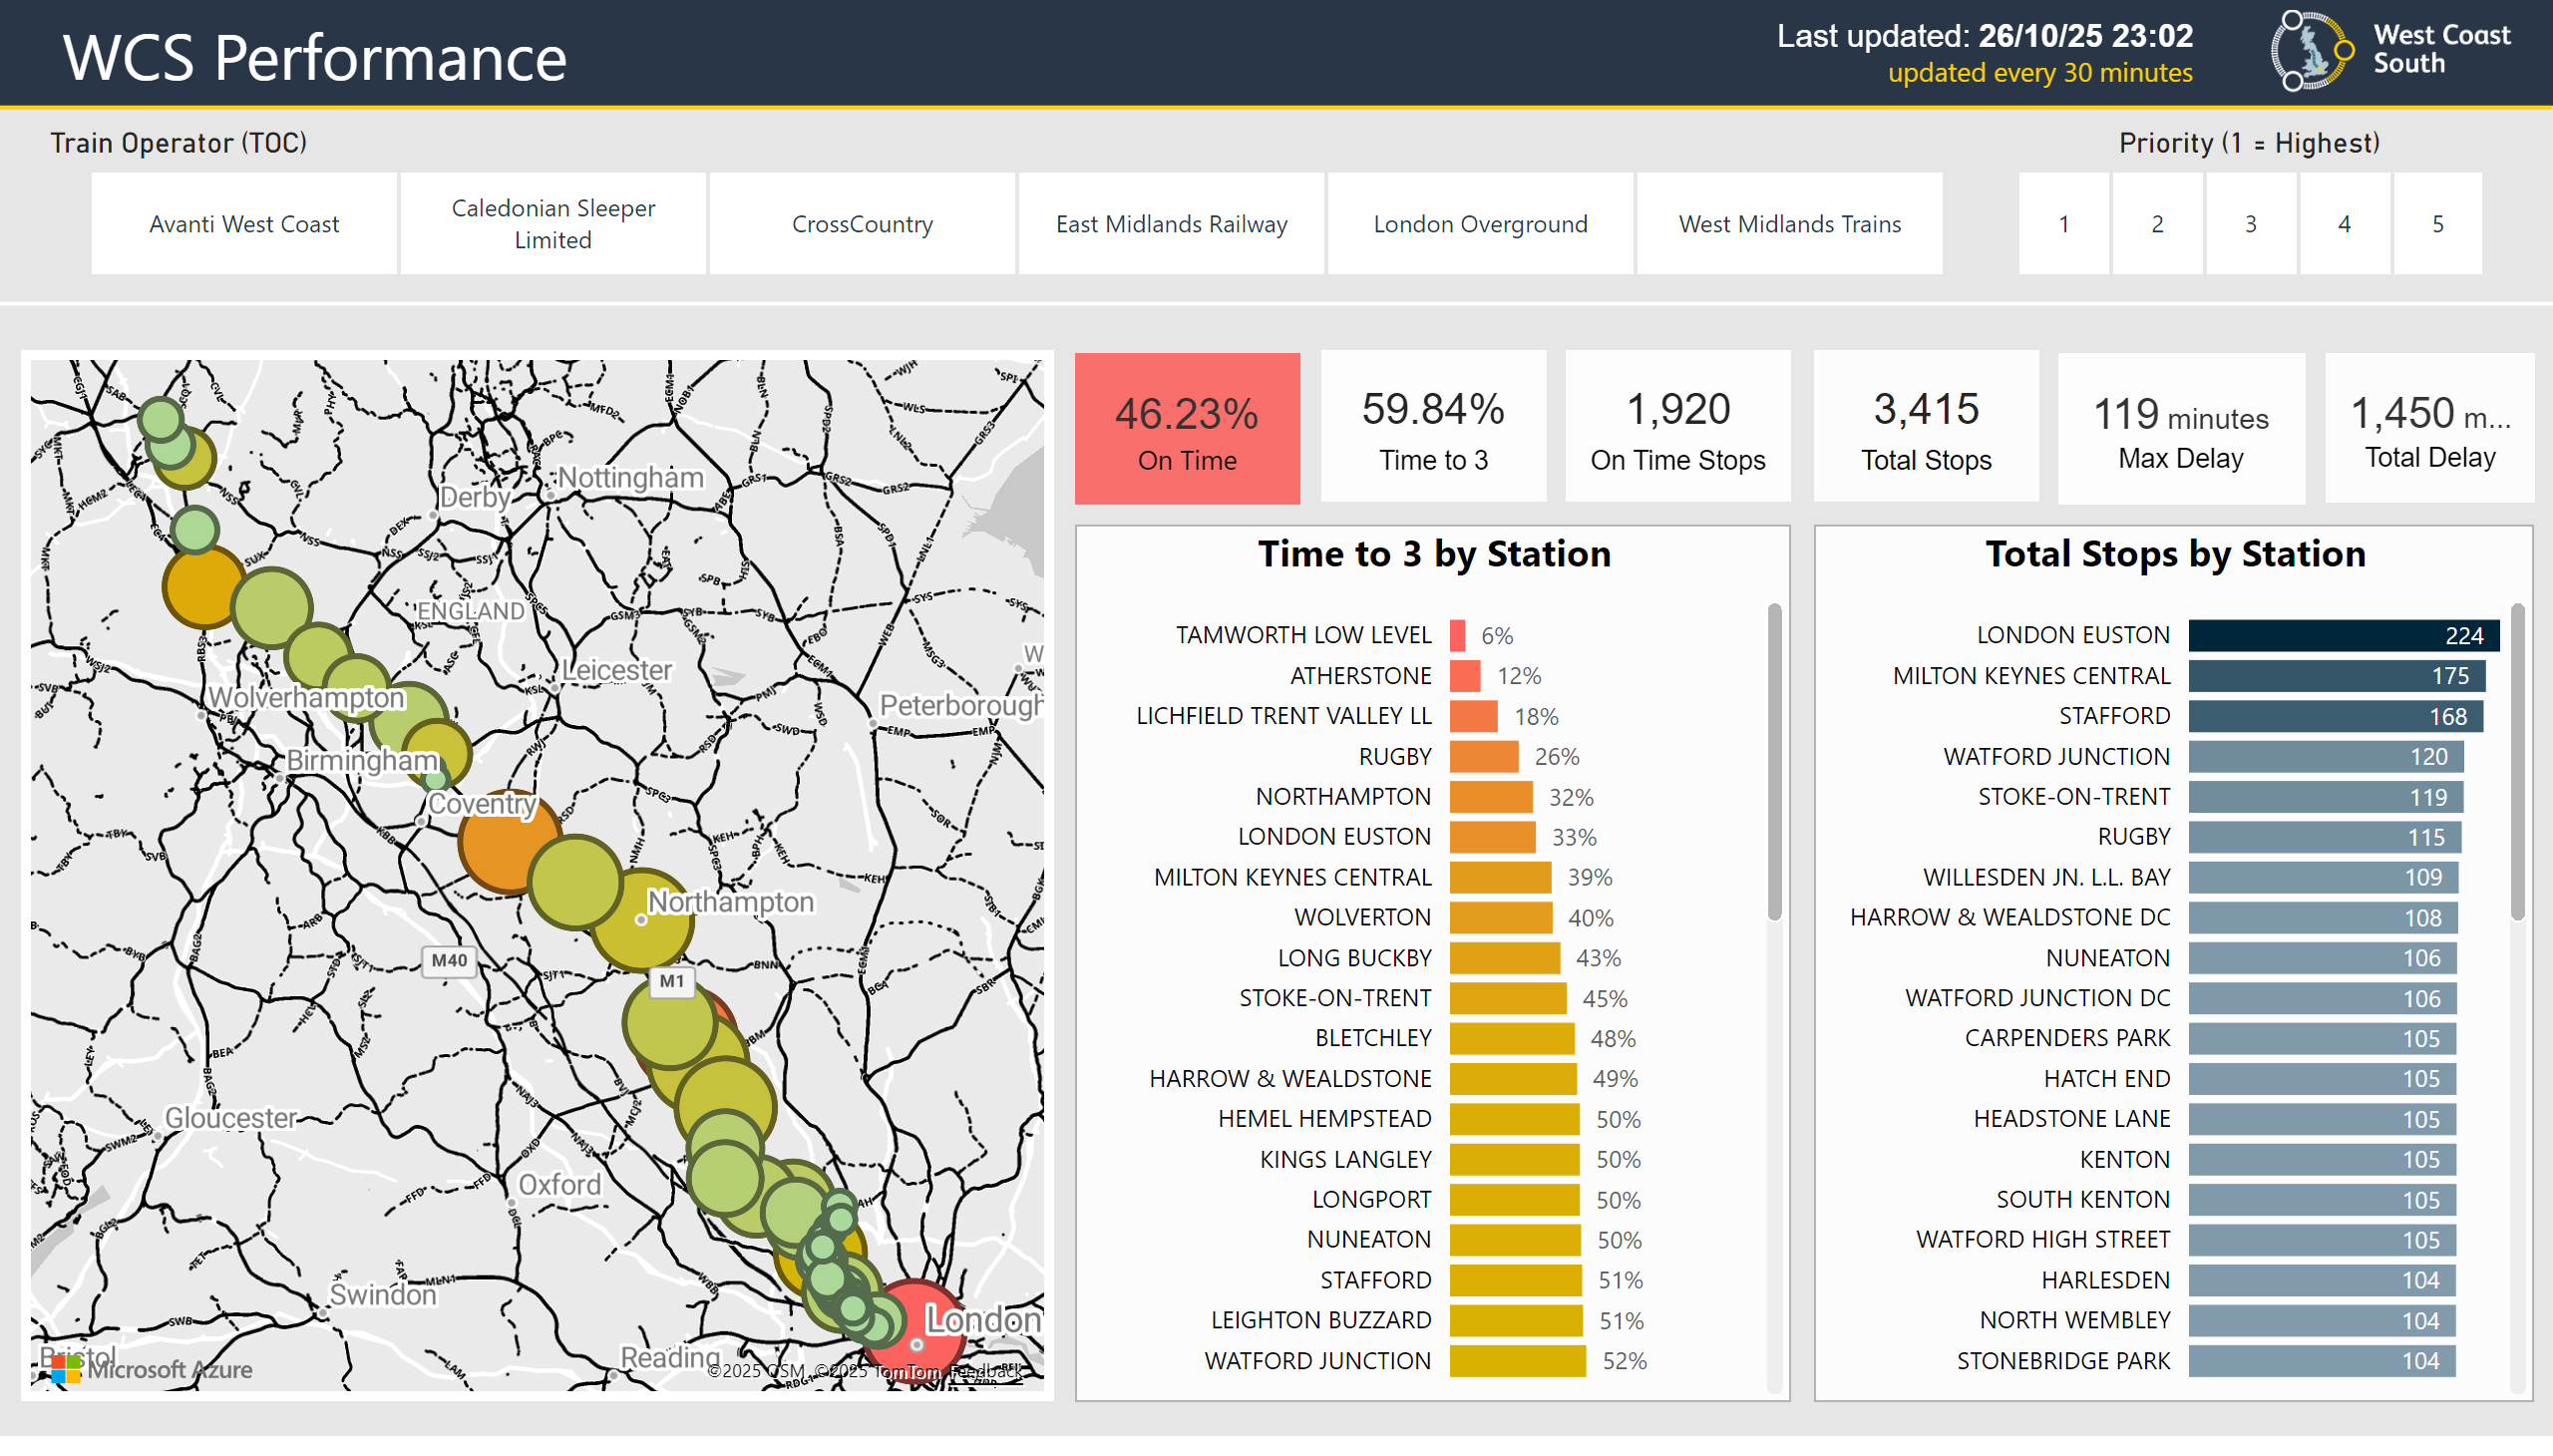 WCS Performance
Last updated: 26/10/25 23:02
updated every 30 minutes
West Coast
South
Train Operator (TOC)
Priority (1 = Highest)
Avanti West Coast
Caledonian Sleeper
Limited
CrossCountry
East Midlands Railway
London Overground
West Midlands Trains
1
2
3
4
5
46.23%
On Time
59.84%
Time to 3
1,920
On Time Stops
3,415
Total Stops
119 minutes
Max Delay
1,450 m...
Total Delay
Nottingham
Derby
ENGLAND
Leicester
Wolverhampton
Peterborough
Birmingham
Coventry
Northampton
M40
M1
Gloucester
Oxford
Swindon
London
Reading
Bristol
Microsoft Azure
©2025 OSM, ©2025 TomTom Feedback
Time to 3 by Station
TAMWORTH LOW LEVEL 6%
ATHERSTONE 12%
LICHFIELD TRENT VALLEY LL 18%
RUGBY 26%
NORTHAMPTON 32%
LONDON EUSTON 33%
MILTON KEYNES CENTRAL 39%
WOLVERTON 40%
LONG BUCKBY 43%
STOKE-ON-TRENT 45%
BLETCHLEY 48%
HARROW & WEALDSTONE 49%
HEMEL HEMPSTEAD 50%
KINGS LANGLEY 50%
LONGPORT 50%
NUNEATON 50%
STAFFORD 51%
LEIGHTON BUZZARD 51%
WATFORD JUNCTION 52%
Total Stops by Station
LONDON EUSTON 224
MILTON KEYNES CENTRAL 175
STAFFORD 168
WATFORD JUNCTION 120
STOKE-ON-TRENT 119
RUGBY 115
WILLESDEN JN. L.L. BAY 109
HARROW & WEALDSTONE DC 108
NUNEATON 106
WATFORD JUNCTION DC 106
CARPENDERS PARK 105
HATCH END 105
HEADSTONE LANE 105
KENTON 105
SOUTH KENTON 105
WATFORD HIGH STREET 105
HARLESDEN 104
NORTH WEMBLEY 104
STONEBRIDGE PARK 104